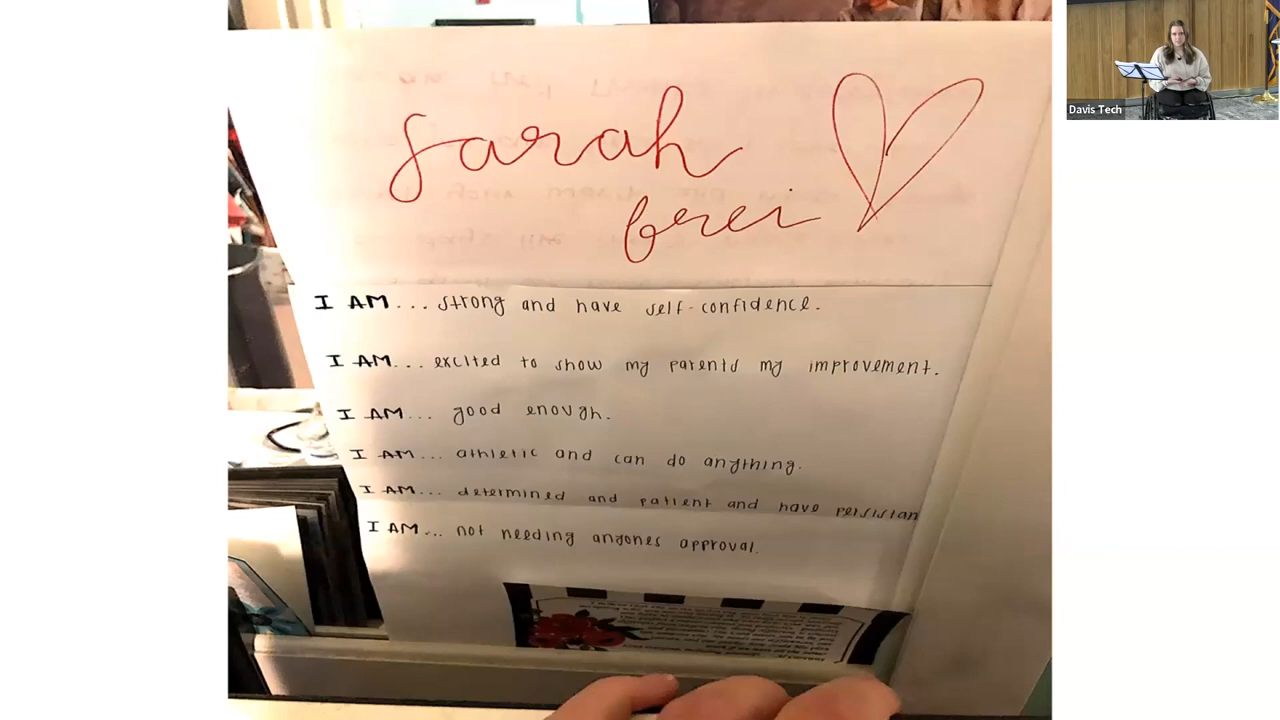 sarah
frei
I AM... strong and have self-confidence.
I AM... excited to show my parents my improvement.
I AM... good enough.
I AM... athletic and can do anything.
I AM... determined and patient and have persistan
I AM... not needing anyones approval.
Davis Tech